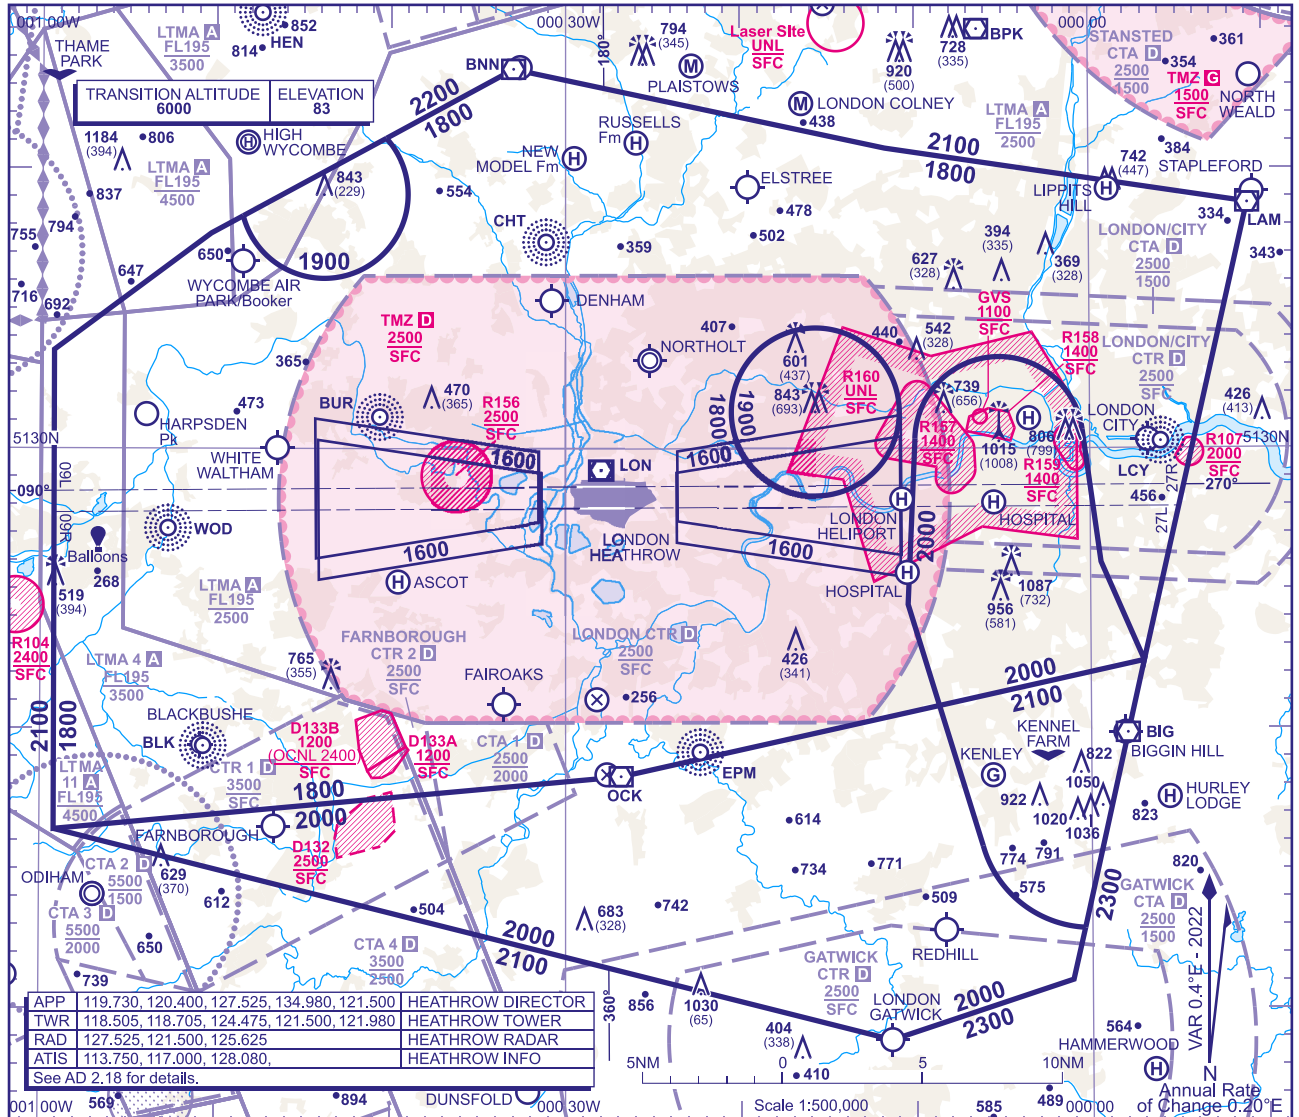 001 00W
000 30W
000 00
THAME
PARK
LTMA A
FL195
3500
852
814
HEN
180°
794
(345)
PLAISTOWS
Laser SIte
UNL
SFC
920
(500)
728
(335)
BPK
STANSTED
CTA D
2500
1500
361
354
TMZ G
1500
SFC
NORTH
WEALD
BNN
TRANSITION ALTITUDE
6000
ELEVATION
83
2200
1800
M
M
LONDON COLNEY
438
LTMA A
FL195
2500
1184
(394)
806
HIGH
WYCOMBE
RUSSELLS
Fm
NEW
MODEL Fm
2100
1800
384
742
(447)
STAPLEFORD
LTMA A
FL195
4500
843
(229)
554
ELSTREE
LIPPITS
HILL
837
794
478
334
LAM
CHT
755
650
359
502
394
(335)
LONDON/CITY
CTA D
2500
1500
343
1900
627
(328)
369
(328)
647
716
692
WYCOMBE AIR
PARK/Booker
DENHAM
GVS
1100
SFC
TMZ D
2500
SFC
407
440
542
(328)
R158
1400
SFC
LONDON/CITY
CTR D
2500
SFC
NORTHOLT
365
601
(437)
R160
UNL
SFC
470
(365)
843
(693)
739
(656)
426
(413)
473
BUR
R156
2500
SFC
1800
1900
HARPSDEN
Pk
R157
1400
SFC
806
(799)
LONDON
CITY
5130N
5130N
WHITE
WALTHAM
1600
1600
1015
(1008)
LCY
R107
2000
SFC
LON
R159
1400
SFC
090°
09L
09R
27R
27L
270°
456
WOD
LONDON
HELIPORT
HOSPITAL
2000
LONDON
HEATHROW
Balloons
268
1600
1600
ASCOT
519
(394)
HOSPITAL
1087
(732)
956
(581)
LTMA A
FL195
2500
R104
2400
SFC
FARNBOROUGH
CTR 2 D
2500
SFC
LONDON CTR D
2500
SFC
426
(341)
LTMA 4 A
FL195
3500
765
(355)
FAIROAKS
256
2000
2100
BLACKBUSHE
BLK
2100
1800
D133B
1200
(OCNL 2400)
SFC
D133A
1200
SFC
CTA 1 D
2500
2000
KENNEL
FARM
BIG
BIGGIN HILL
KENLEY
G
822
1050
LTMA
11 A
FL195
4500
CTR 1 D
3500
SFC
EPM
OCK
1800
2000
922
1020
1036
823
HURLEY
LODGE
FARNBOROUGH
614
D132
2500
SFC
791
774
820
CTA 2 D
5500
1500
629
(370)
734
771
575
ODIHAM
GATWICK
CTA D
2500
1500
2300
CTA 3 D
5500
2000
612
504
683
(328)
742
509
650
2000
2100
REDHILL
CTA 4 D
3500
2500
GATWICK
CTR D
2500
SFC
VAR 0.4°E - 2022
739
APP 119.730, 120.400, 127.525, 134.980, 121.500 HEATHROW DIRECTOR
TWR 118.505, 118.705, 124.475, 121.500, 121.980 HEATHROW TOWER
RAD 127.525, 121.500, 125.625 HEATHROW RADAR
ATIS 113.750, 117.000, 128.080, HEATHROW INFO
See AD 2.18 for details.
360°
856
1030
(65)
LONDON
GATWICK
2000
2300
404
(338)
410
564
HAMMERWOOD
5NM
0
5
10NM
N
Annual Rate
of Change 0.20°E
569
894
DUNSFOLD
Scale 1:500,000
489
585
001 00W
000 30W
000 00